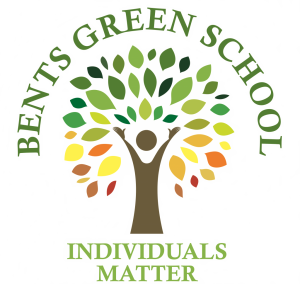 BENTS GREEN SCHOOL
INDIVIDUALS
MATTER